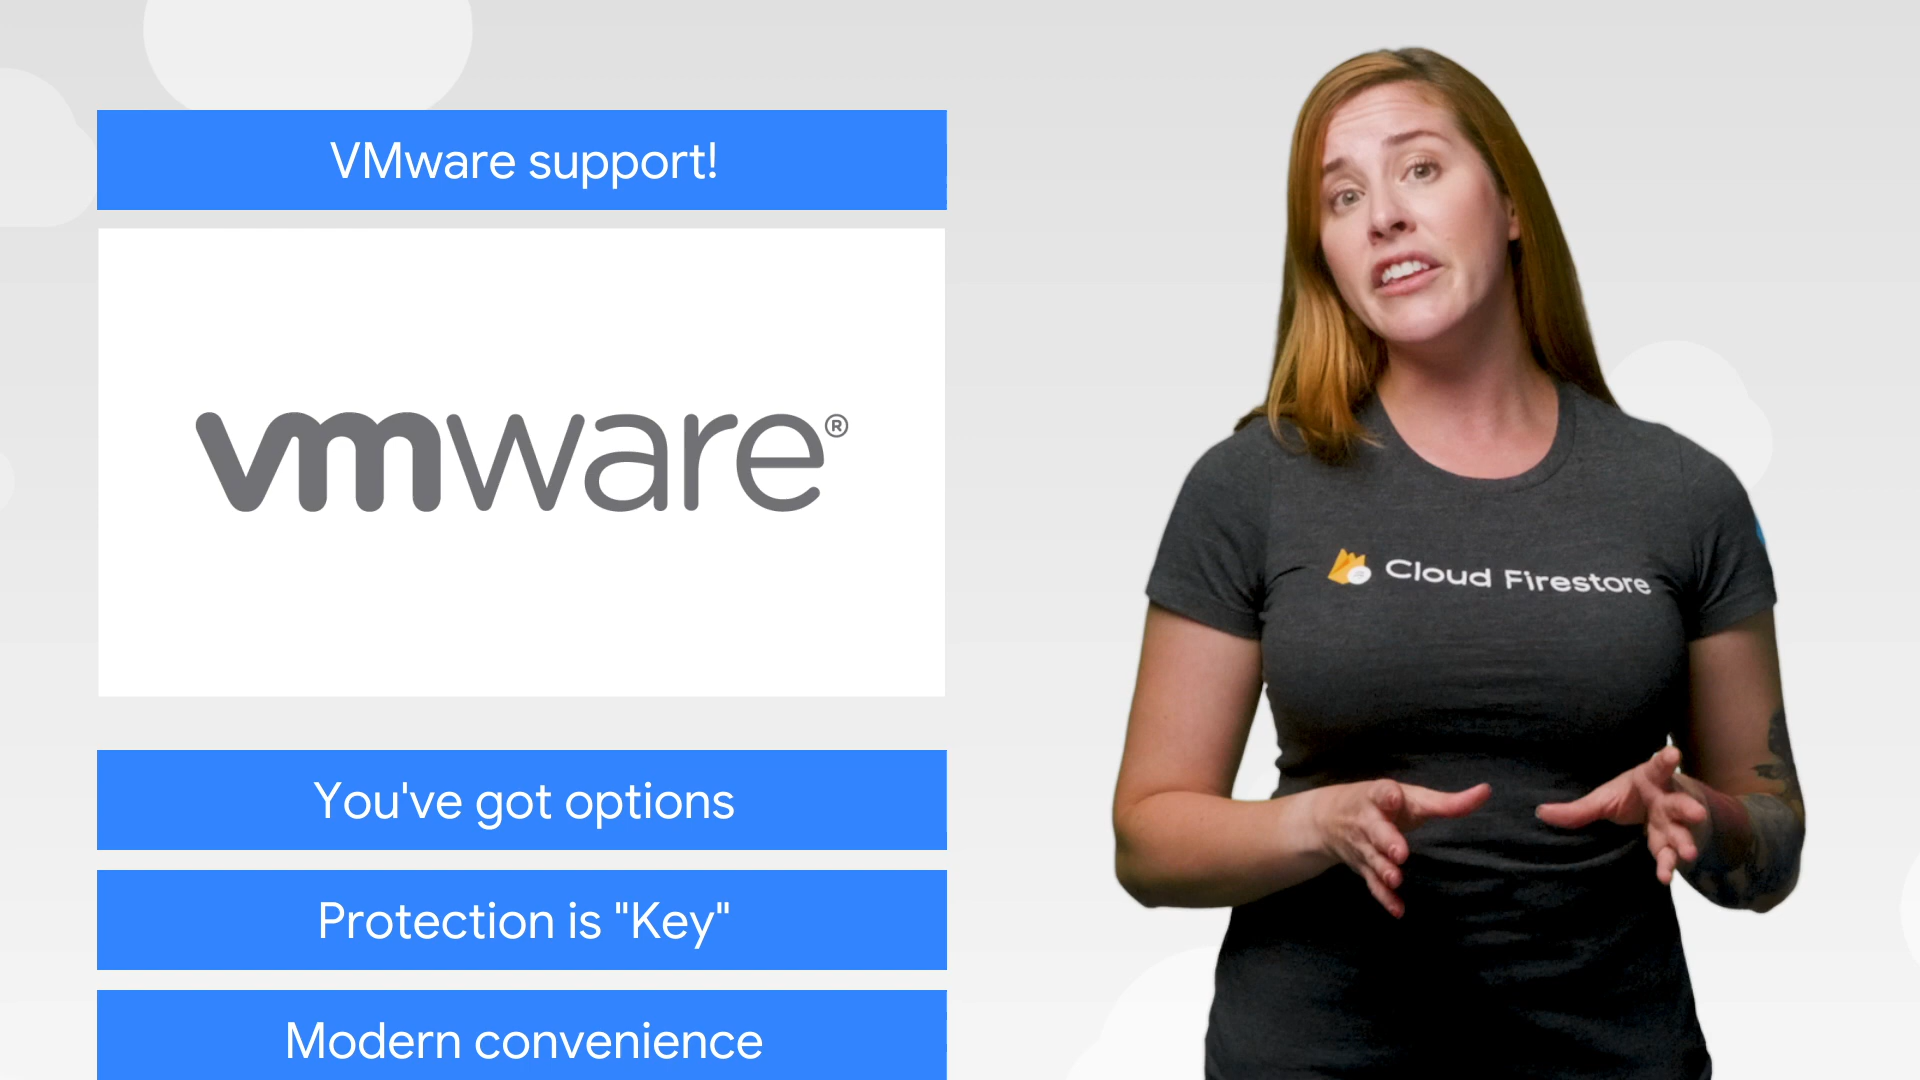 VMware support!
vmware®
You've got options
Protection is "Key"
Modern convenience
Cloud Firestore